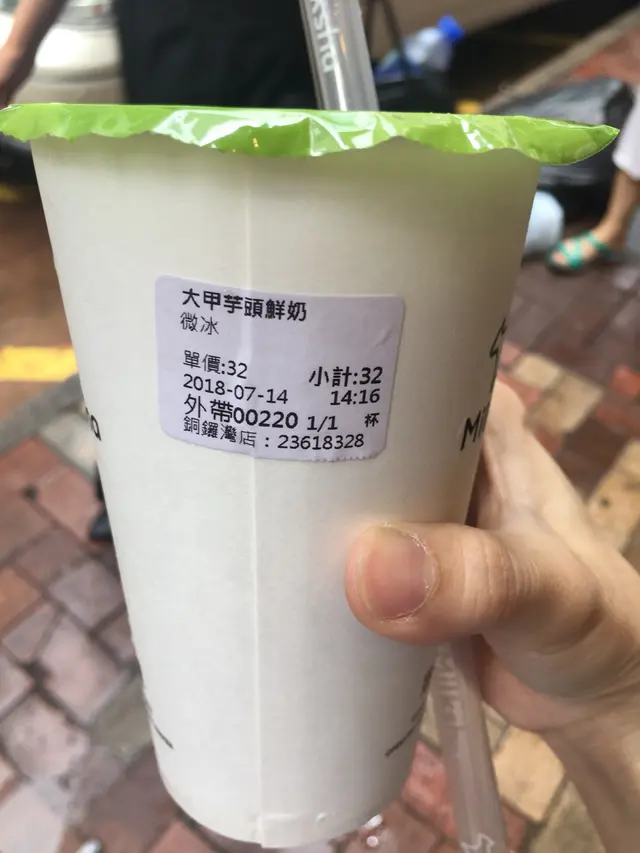 大甲芋頭鮮奶
微冰
單價:32 小計:32
2018-07-14 14:16
外帶00220 1/1 杯
銅鑼灣店：23618328